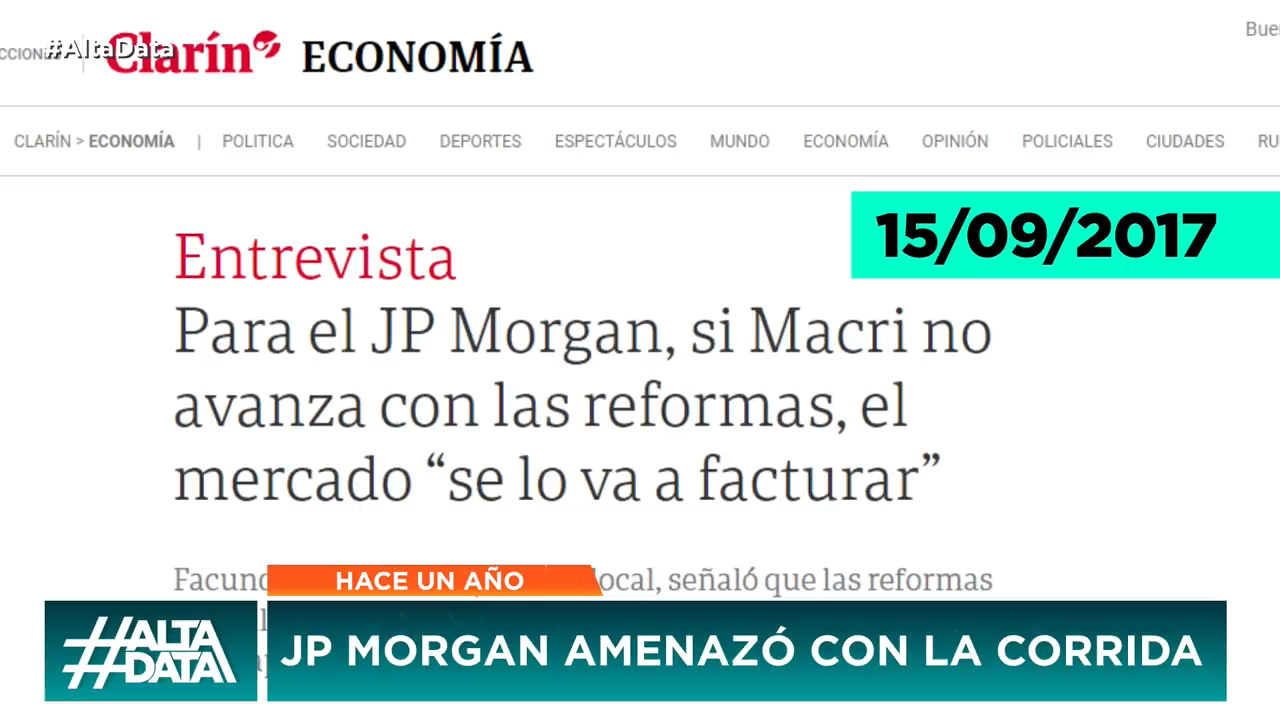 #AltaData
Clarín ECONOMÍA
CLARÍN > ECONOMÍA | POLITICA SOCIEDAD DEPORTES ESPECTÁCULOS MUNDO ECONOMÍA OPINIÓN POLICIALES CIUDADES
15/09/2017
Entrevista
Para el JP Morgan, si Macri no
avanza con las reformas, el
mercado “se lo va a facturar”
local, señaló que las reformas
HACE UN AÑO
#ALTA
DATA
JP MORGAN AMENAZÓ CON LA CORRIDA